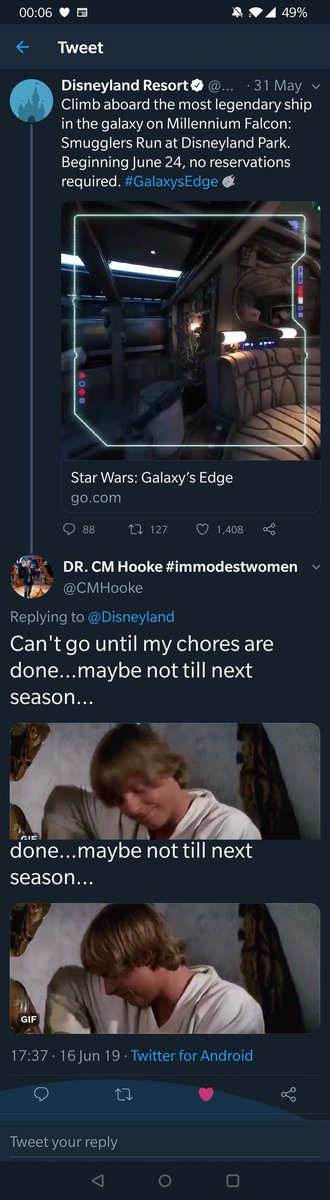 00:06 49%
Tweet
Disneyland Resort @... · 31 May
Climb aboard the most legendary ship
in the galaxy on Millennium Falcon:
Smugglers Run at Disneyland Park.
Beginning June 24, no reservations
required. #GalaxysEdge
Star Wars: Galaxy's Edge
go.com
88 127 1,408
DR. CM Hooke #immodestwomen
@CMHooke
Replying to @Disneyland
Can't go until my chores are
done...maybe not till next
season...
GIF
done...maybe not till next
season...
GIF
17:37 · 16 Jun 19 · Twitter for Android
Tweet your reply